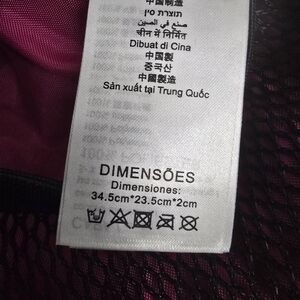 中国制造
תוצרת סין
صنع في الصين
चीन में निर्मित
Dibuat di Cina
中国製
중국산
中國製造
Sản xuất tại Trung Quốc
DIMENSÕES
Dimensiones:
34.5cm*23.5cm*2cm